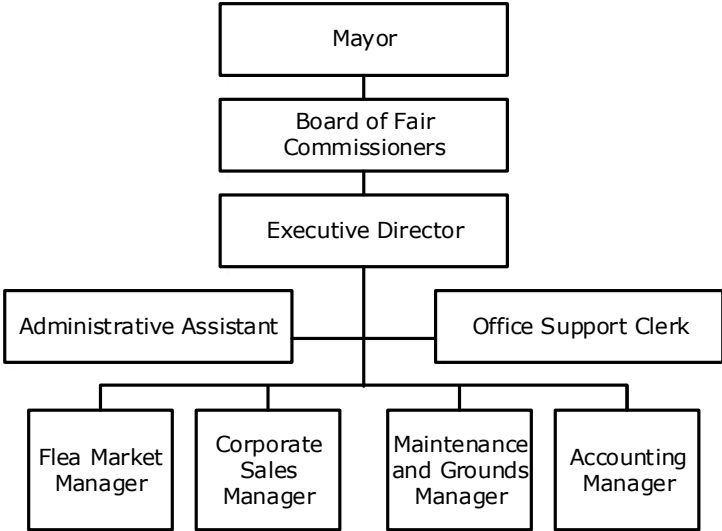 Mayor
Board of Fair
Commissioners
Executive Director
Administrative Assistant
Office Support Clerk
Flea Market
Manager
Corporate
Sales
Manager
Maintenance
and Grounds
Manager
Accounting
Manager